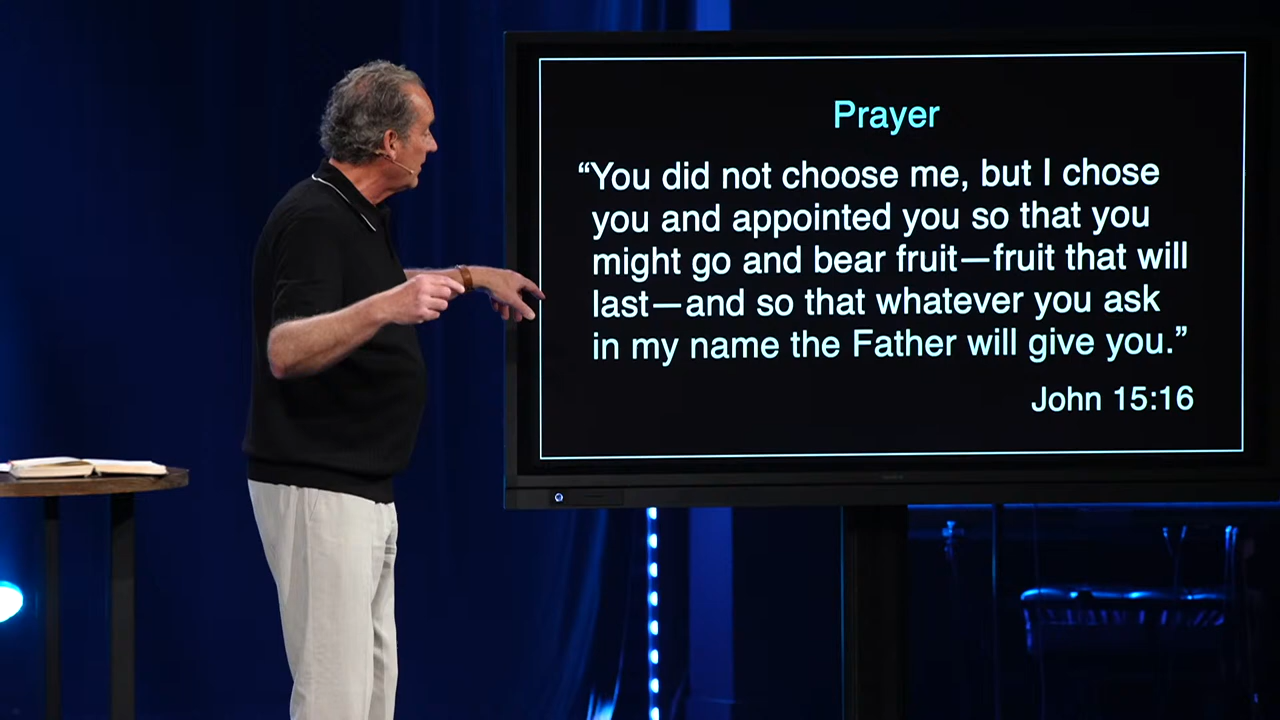 Prayer
“You did not choose me, but I chose
you and appointed you so that you
might go and bear fruit—fruit that will
last—and so that whatever you ask
in my name the Father will give you.”
John 15:16